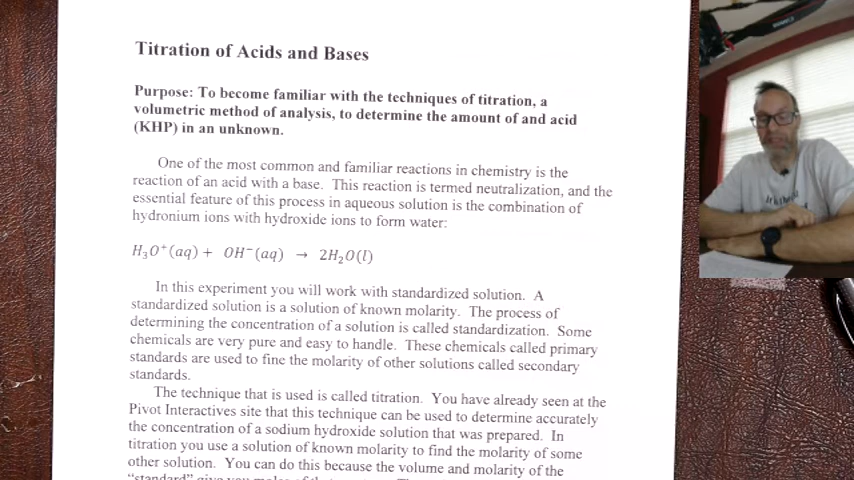 Titration of Acids and Bases
Purpose: To become familiar with the techniques of titration, a
volumetric method of analysis, to determine the amount of and acid
(KHP) in an unknown.
One of the most common and familiar reactions in chemistry is the
reaction of an acid with a base. This reaction is termed neutralization, and the
essential feature of this process in aqueous solution is the combination of
hydronium ions with hydroxide ions to form water:
H₃O⁺(aq) + OH⁻(aq) → 2H₂O(l)
In this experiment you will work with standardized solution. A
standardized solution is a solution of known molarity. The process of
determining the concentration of a solution is called standardization. Some
chemicals are very pure and easy to handle. These chemicals called primary
standards are used to fine the molarity of other solutions called secondary
standards.
The technique that is used is called titration. You have already seen at the
Pivot Interactives site that this technique can be used to determine accurately
the concentration of a sodium hydroxide solution that was prepared. In
titration you use a solution of known molarity to find the molarity of some
other solution. You can do this because the volume and molarity of the
"standard" give you moles of